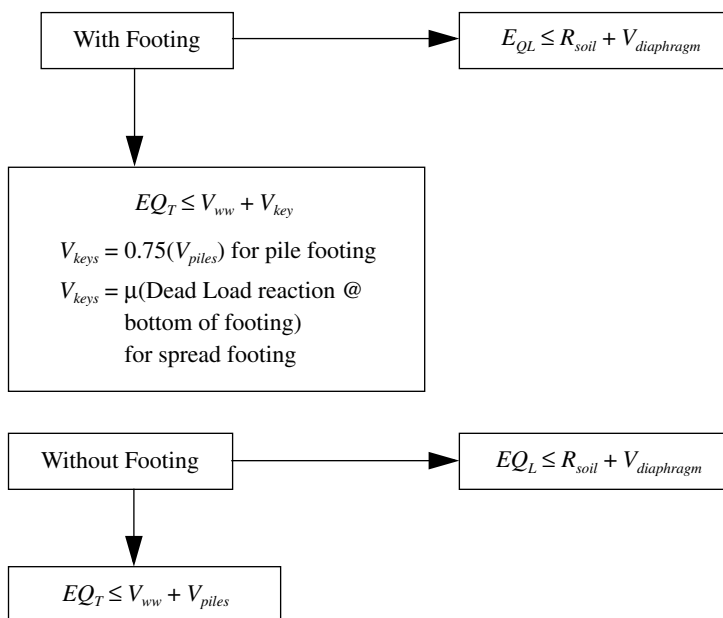 With Footing
E_QL ≤ R_soil + V_diaphragm
EQ_T ≤ V_ww + V_key
V_keys = 0.75(V_piles) for pile footing
V_keys = μ(Dead Load reaction @
bottom of footing)
for spread footing
Without Footing
EQ_L ≤ R_soil + V_diaphragm
EQ_T ≤ V_ww + V_piles